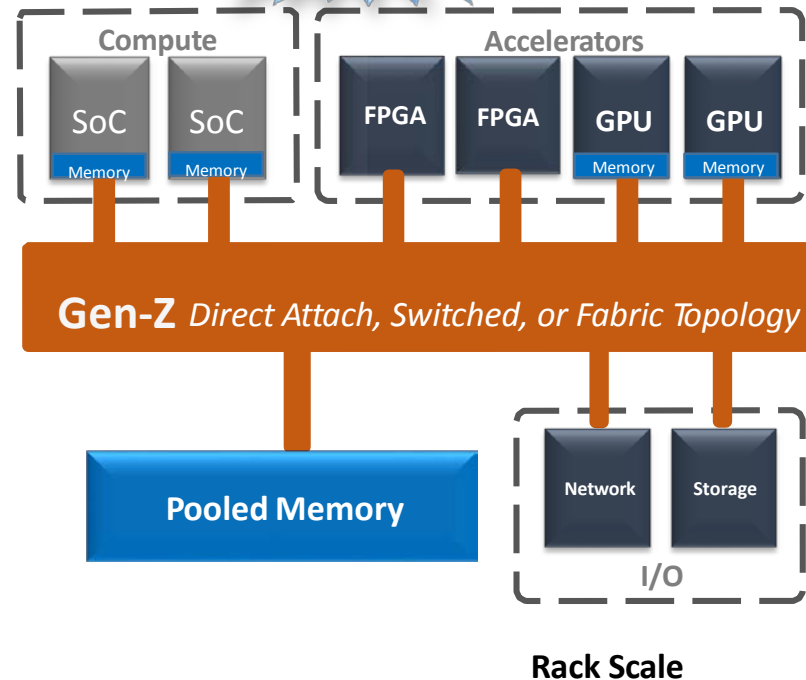 Compute
Accelerators
SoC
SoC
FPGA
FPGA
GPU
GPU
Memory
Memory
Memory
Memory
Gen-Z Direct Attach, Switched, or Fabric Topology
Pooled Memory
Network
Storage
I/O
Rack Scale